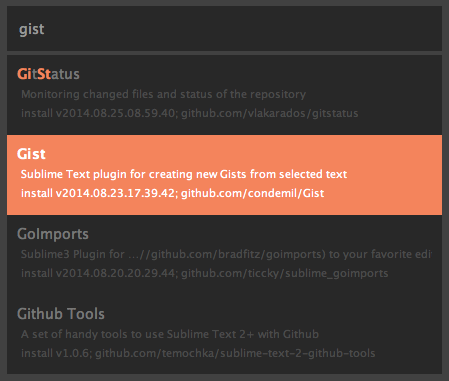 gist
GitStatus
Monitoring changed files and status of the repository
install v2014.08.25.08.59.40; github.com/vlakarados/gitstatus
Gist
Sublime Text plugin for creating new Gists from selected text
install v2014.08.23.17.39.42; github.com/condemil/Gist
GoImports
Sublime3 Plugin for ...//github.com/bradfitz/goimports) to your favorite edi
install v2014.08.20.20.29.44; github.com/ticcky/sublime_goimports
Github Tools
A set of handy tools to use Sublime Text 2+ with Github
install v1.0.6; github.com/temochka/sublime-text-2-github-tools